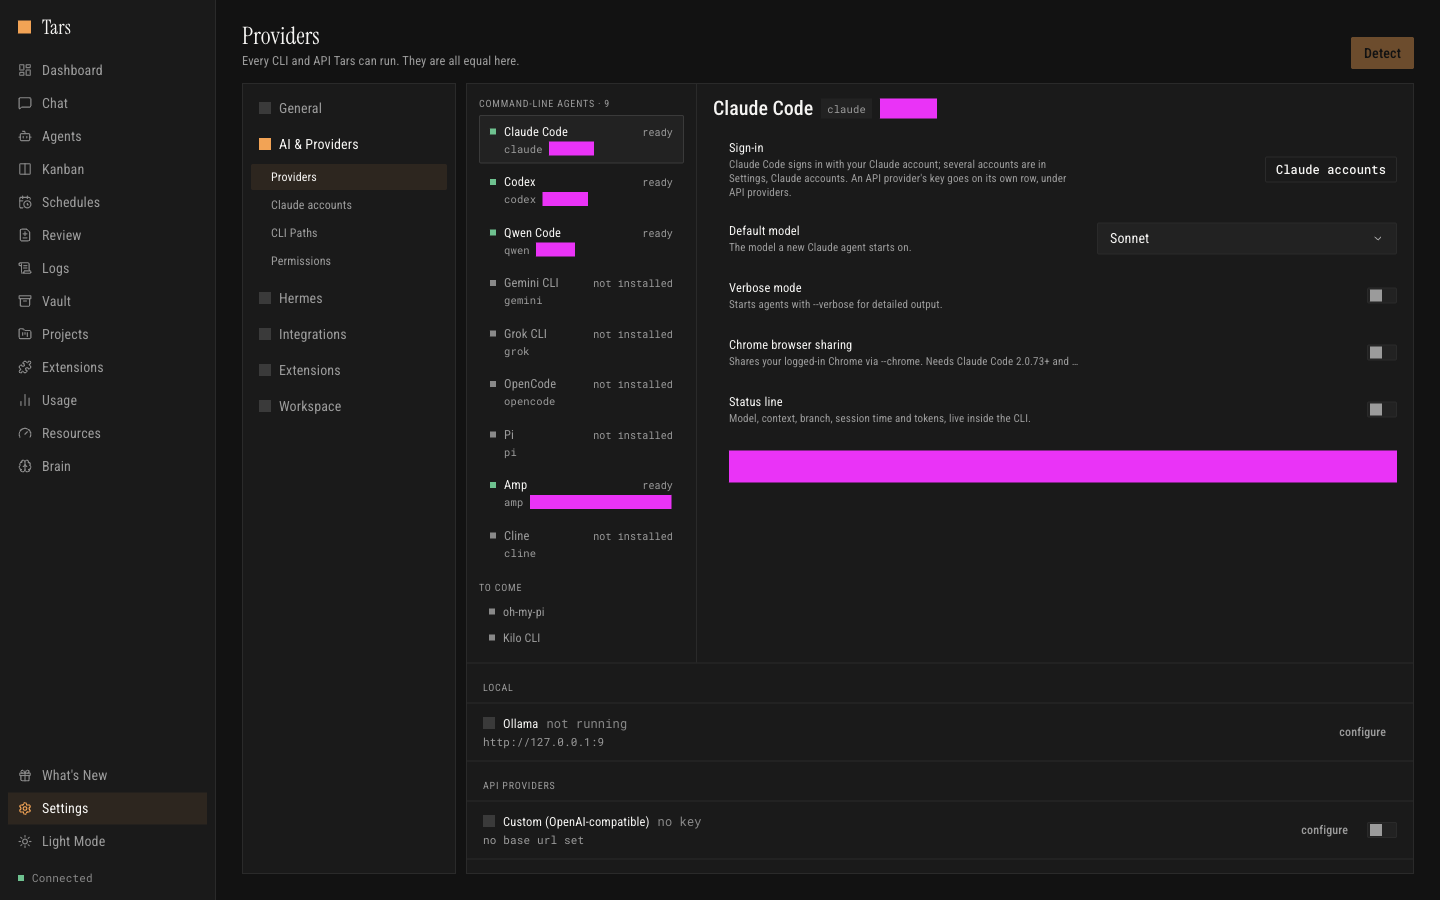 Tars
Dashboard
Chat
Agents
Kanban
Schedules
Review
Logs
Vault
Projects
Extensions
Usage
Resources
Brain
What's New
Settings
Light Mode
Connected
Providers
Every CLI and API Tars can run. They are all equal here.
Detect
General
AI & Providers
Providers
Claude accounts
CLI Paths
Permissions
Hermes
Integrations
Extensions
Workspace
COMMAND-LINE AGENTS · 9
Claude Code ready
claude
Codex ready
codex
Qwen Code ready
qwen
Gemini CLI not installed
gemini
Grok CLI not installed
grok
OpenCode not installed
opencode
Pi not installed
pi
Amp ready
amp
Cline not installed
cline
TO COME
oh-my-pi
Kilo CLI
Claude Code claude
Sign-in
Claude Code signs in with your Claude account; several accounts are in
Settings, Claude accounts. An API provider's key goes on its own row, under
API providers.
Claude accounts
Default model
The model a new Claude agent starts on.
Sonnet
Verbose mode
Starts agents with --verbose for detailed output.
Chrome browser sharing
Shares your logged-in Chrome via --chrome. Needs Claude Code 2.0.73+ and …
Status line
Model, context, branch, session time and tokens, live inside the CLI.
LOCAL
Ollama not running
http://127.0.0.1:9
configure
API PROVIDERS
Custom (OpenAI-compatible) no key
no base url set
configure